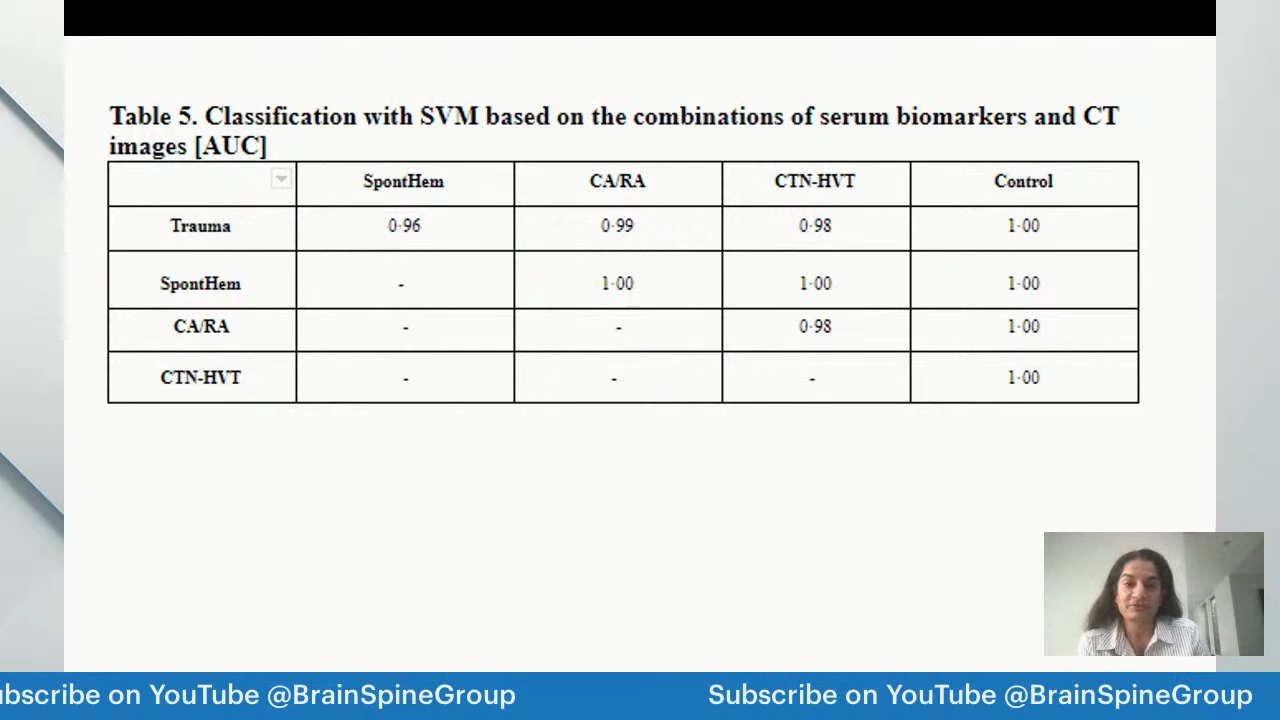 Table 5. Classification with SVM based on the combinations of serum biomarkers and CT
images [AUC]
SpontHem CA/RA CTN-HVT Control
Trauma 0·96 0·99 0·98 1·00
SpontHem - 1·00 1·00 1·00
CA/RA - - 0·98 1·00
CTN-HVT - - - 1·00
ubscribe on YouTube @BrainSpineGroup Subscribe on YouTube @BrainSpineGroup